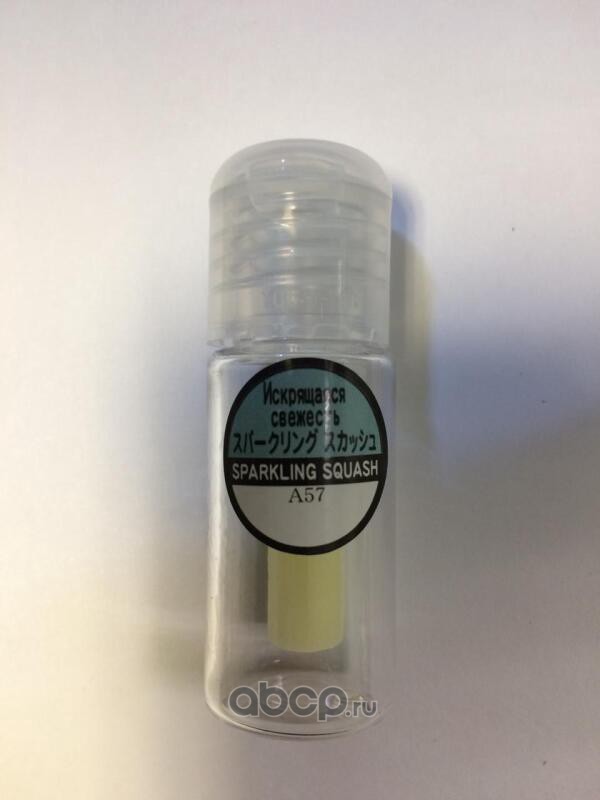 Искрящаяся
свежесть
スパークリング スカッシュ
SPARKLING SQUASH
A57
abcp.ru